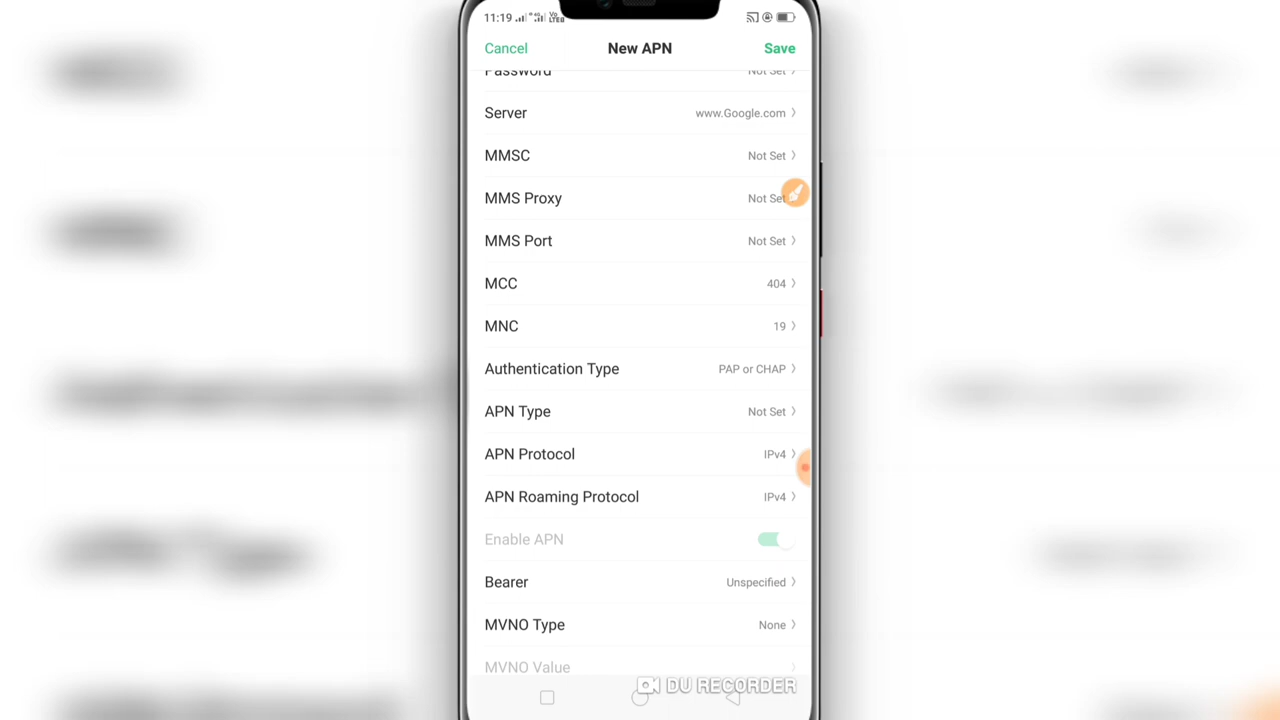 11:19
Cancel New APN Save
Password Not Set
Server www.Google.com
MMSC Not Set
MMS Proxy Not Set
MMS Port Not Set
MCC 404
MNC 19
Authentication Type PAP or CHAP
APN Type Not Set
APN Protocol IPv4
APN Roaming Protocol IPv4
Enable APN
Bearer Unspecified
MVNO Type None
MVNO Value
DU RECORDER